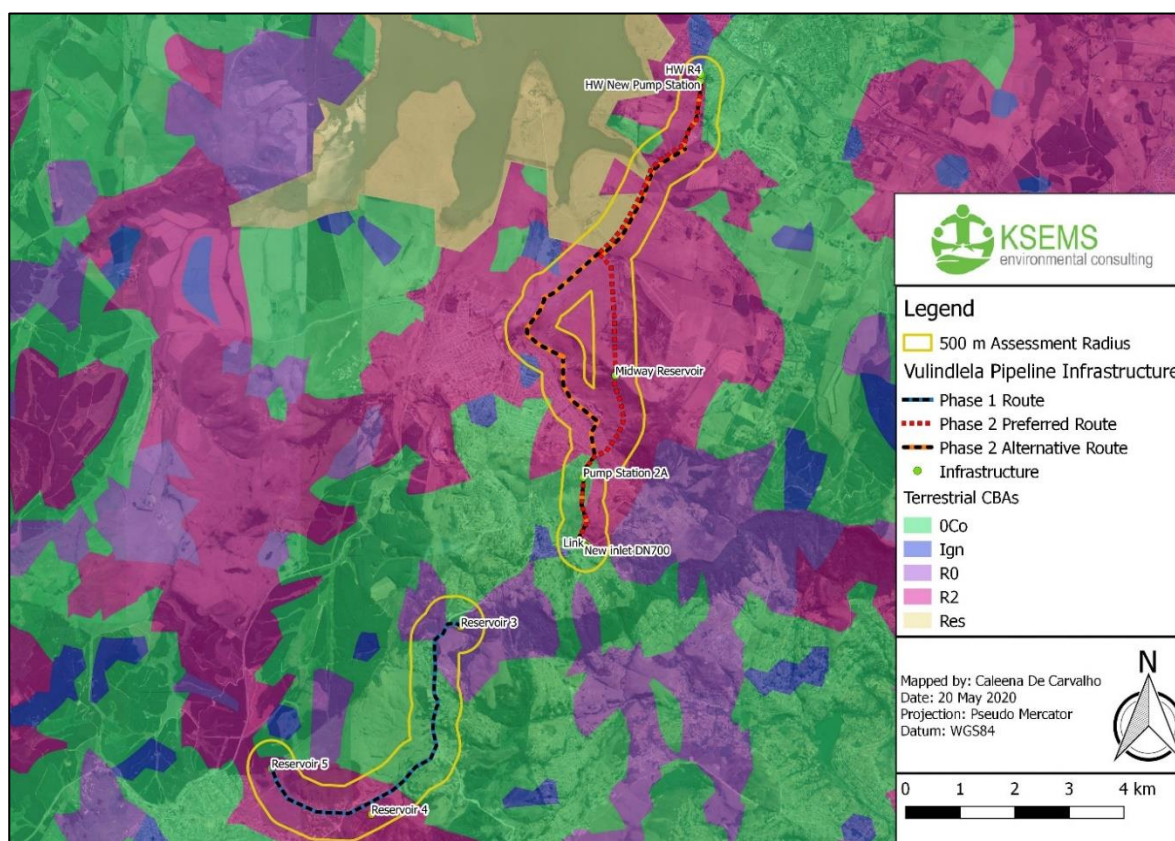 HW R4
HW New Pump Station
Midway Reservoir
Pump Station 2A
Link
New inlet DN700
Reservoir 3
Reservoir 5
Reservoir 4
KSEMS
environmental consulting
Legend
500 m Assessment Radius
Vulindlela Pipeline Infrastructure
Phase 1 Route
Phase 2 Preferred Route
Phase 2 Alternative Route
Infrastructure
Terrestrial CBAs
0Co
Ign
R0
R2
Res
Mapped by: Caleena De Carvalho
Date: 20 May 2020
Projection: Pseudo Mercator
Datum: WGS84
N
0 1 2 3 4 km